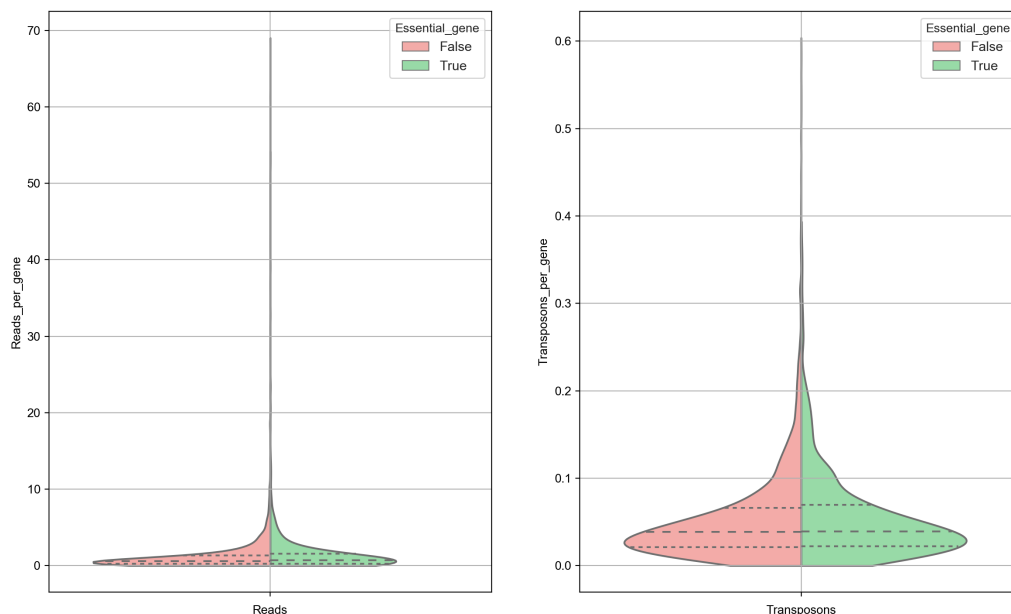 Essential_gene
False
True
70
60
50
40
30
20
10
0
Reads_per_gene
Reads
Essential_gene
False
True
0.6
0.5
0.4
0.3
0.2
0.1
0.0
Transposons_per_gene
Transposons